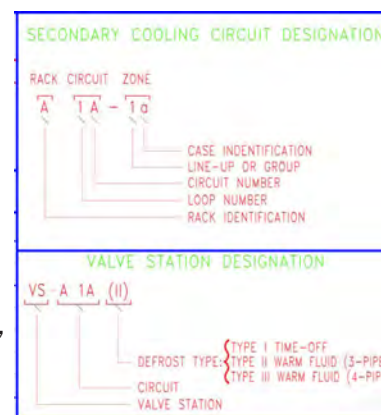 SECONDARY COOLING CIRCUIT DESIGNATION
RACK CIRCUIT ZONE
A 1 A - 1 a
CASE INDENTIFICATION
LINE-UP OR GROUP
CIRCUIT NUMBER
LOOP NUMBER
RACK IDENTIFICATION
VALVE STATION DESIGNATION
VS - A 1A (II)
TYPE I TIME-OFF
DEFROST TYPE: TYPE II WARM FLUID (3-PIPE
TYPE III WARM FLUID (4-PIP
CIRCUIT
VALVE STATION